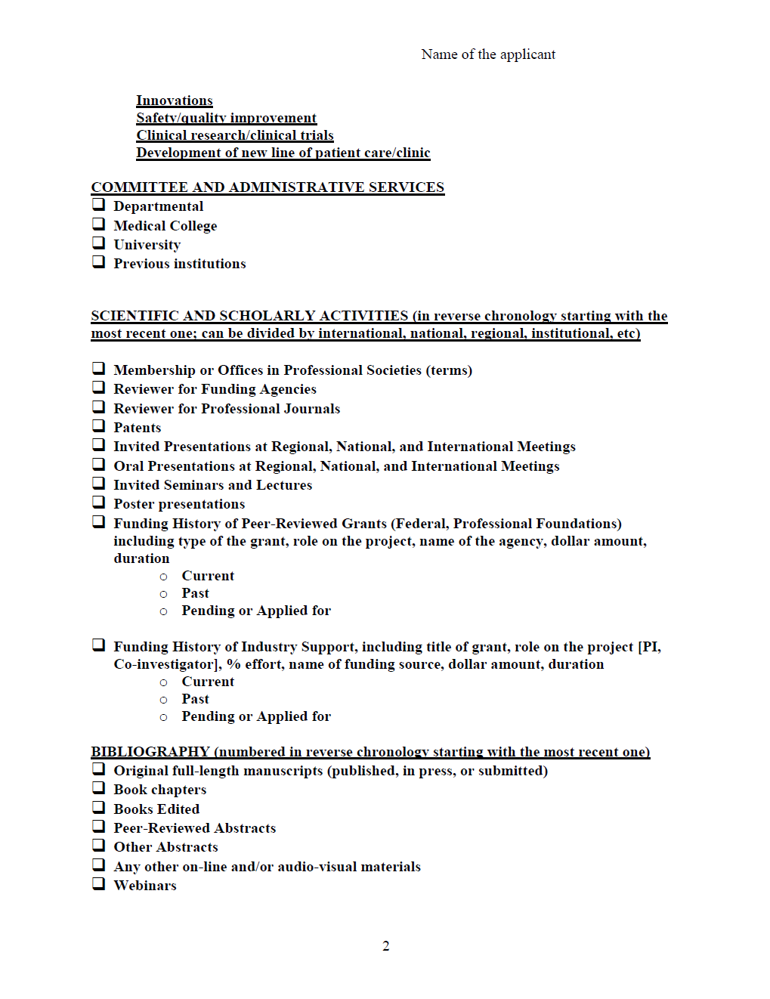 Name of the applicant
Innovations
Safety/quality improvement
Clinical research/clinical trials
Development of new line of patient care/clinic
COMMITTEE AND ADMINISTRATIVE SERVICES
❑ Departmental
❑ Medical College
❑ University
❑ Previous institutions
SCIENTIFIC AND SCHOLARLY ACTIVITIES (in reverse chronology starting with the
most recent one; can be divided by international, national, regional, institutional, etc)
❑ Membership or Offices in Professional Societies (terms)
❑ Reviewer for Funding Agencies
❑ Reviewer for Professional Journals
❑ Patents
❑ Invited Presentations at Regional, National, and International Meetings
❑ Oral Presentations at Regional, National, and International Meetings
❑ Invited Seminars and Lectures
❑ Poster presentations
❑ Funding History of Peer-Reviewed Grants (Federal, Professional Foundations)
including type of the grant, role on the project, name of the agency, dollar amount,
duration
o Current
o Past
o Pending or Applied for
❑ Funding History of Industry Support, including title of grant, role on the project [PI,
Co-investigator], % effort, name of funding source, dollar amount, duration
o Current
o Past
o Pending or Applied for
BIBLIOGRAPHY (numbered in reverse chronology starting with the most recent one)
❑ Original full-length manuscripts (published, in press, or submitted)
❑ Book chapters
❑ Books Edited
❑ Peer-Reviewed Abstracts
❑ Other Abstracts
❑ Any other on-line and/or audio-visual materials
❑ Webinars
2